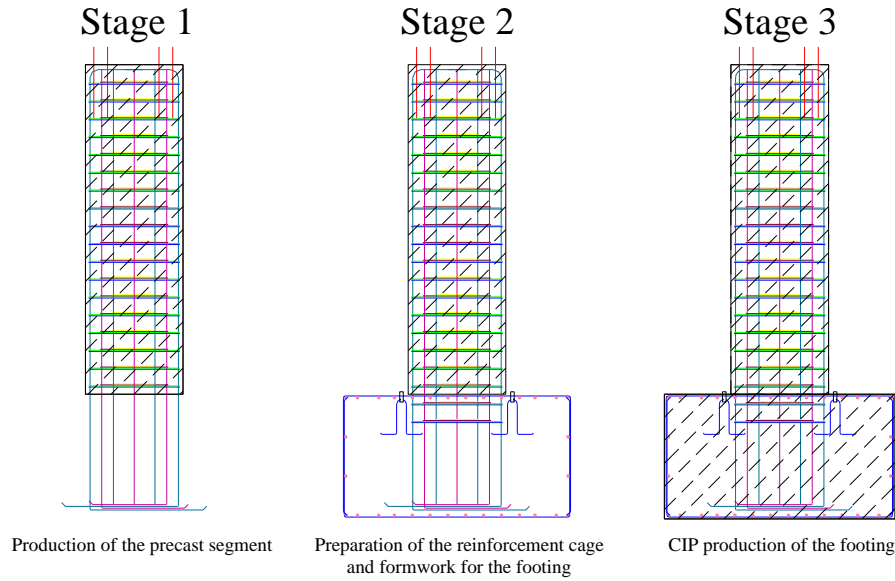 Stage 1
Stage 2
Stage 3
Production of the precast segment
Preparation of the reinforcement cage
and formwork for the footing
CIP production of the footing